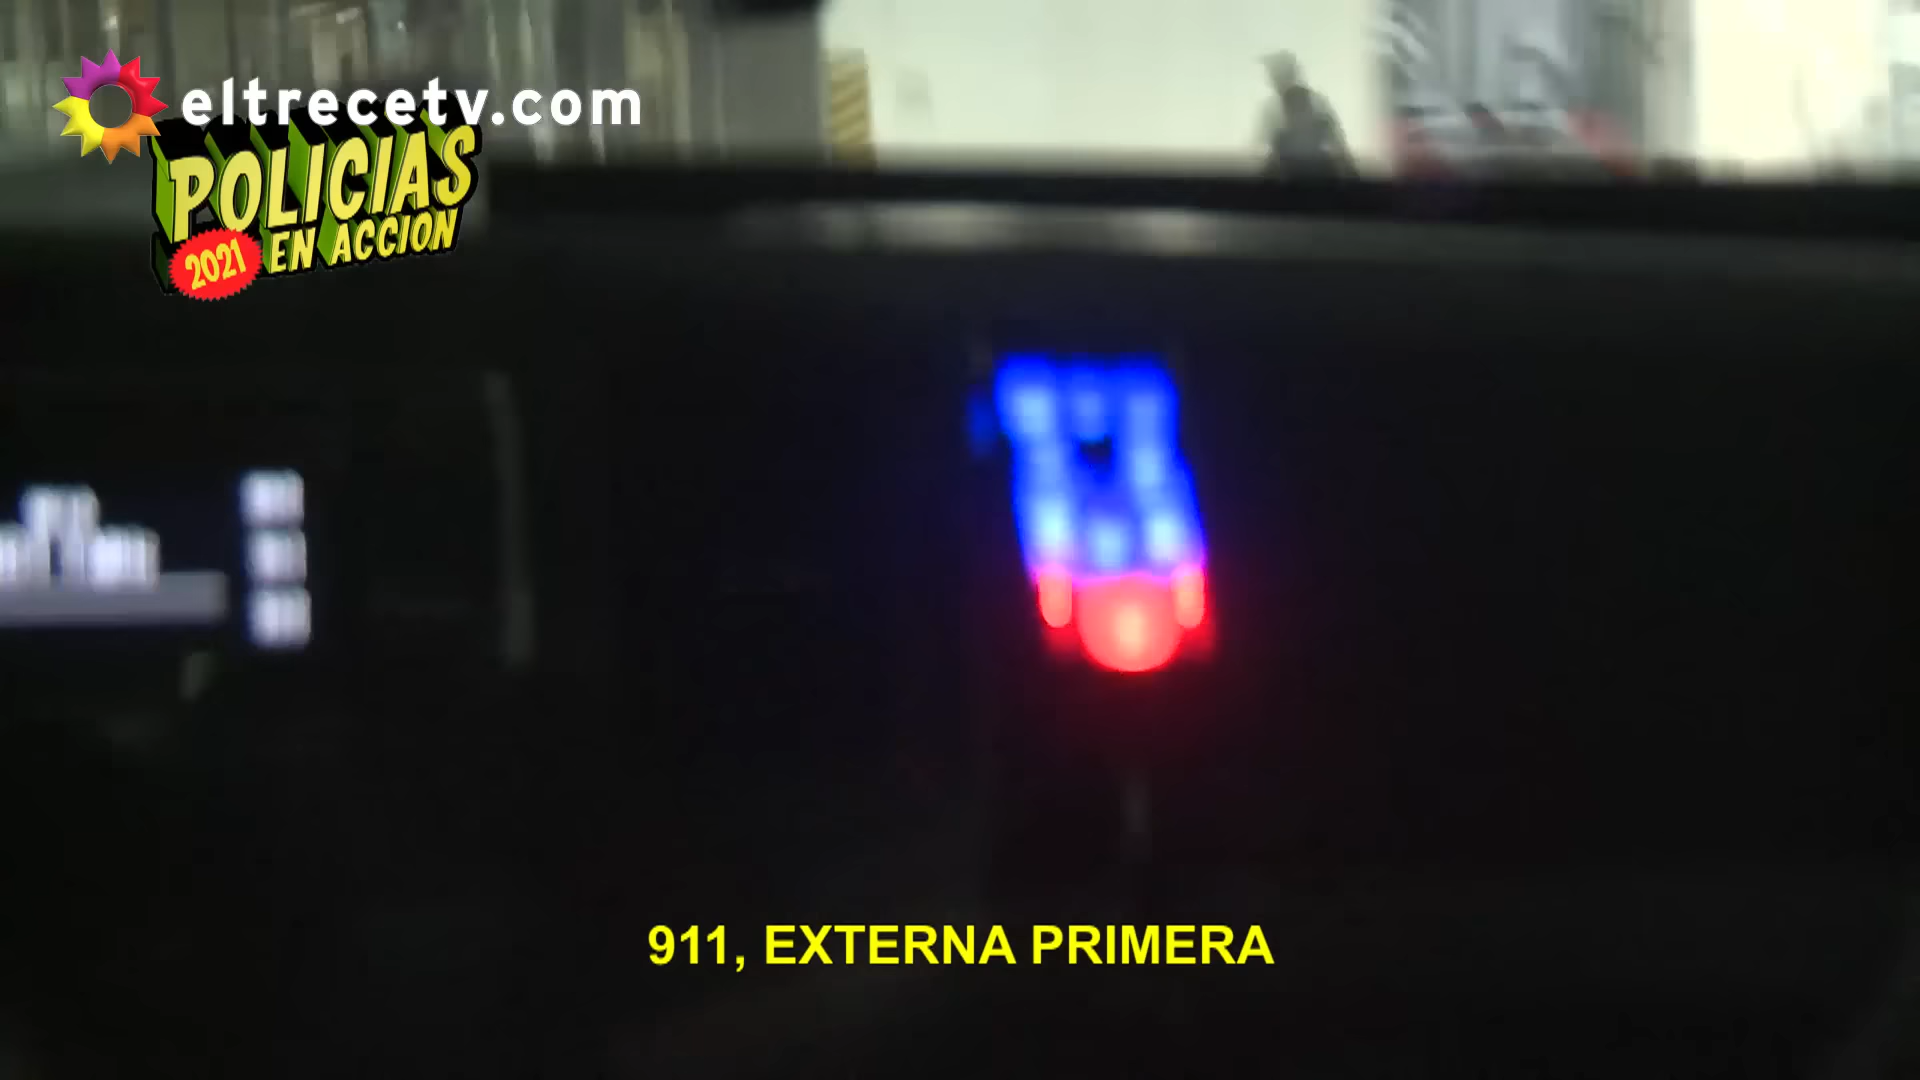 eltrecetv.com
POLICIAS
EN ACCION
2021
911, EXTERNA PRIMERA